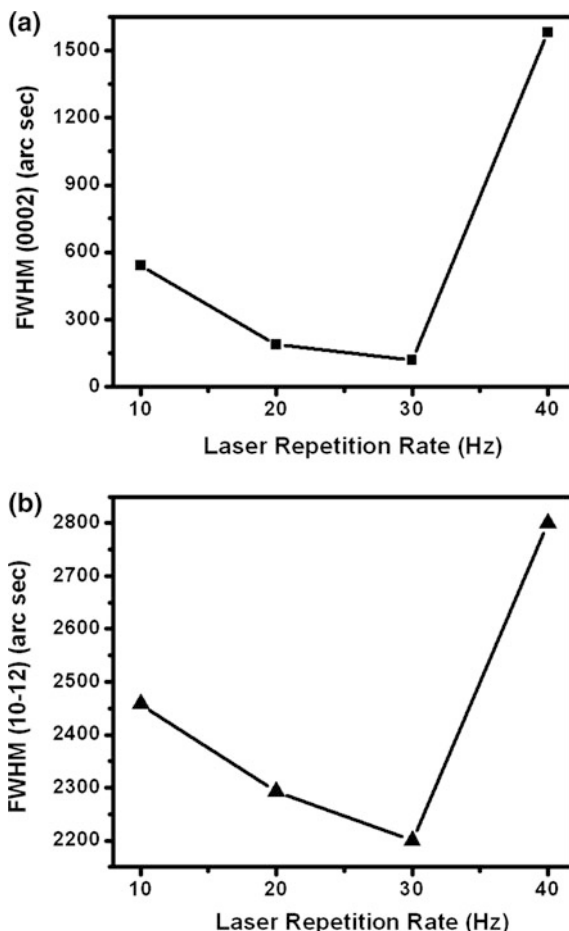 (a)
FWHM (0002) (arc sec)
1500
1200
900
600
300
0
10 20 30 40
Laser Repetition Rate (Hz)
(b)
FWHM (10-12) (arc sec)
2800
2700
2600
2500
2400
2300
2200
10 20 30 40
Laser Repetition Rate (Hz)